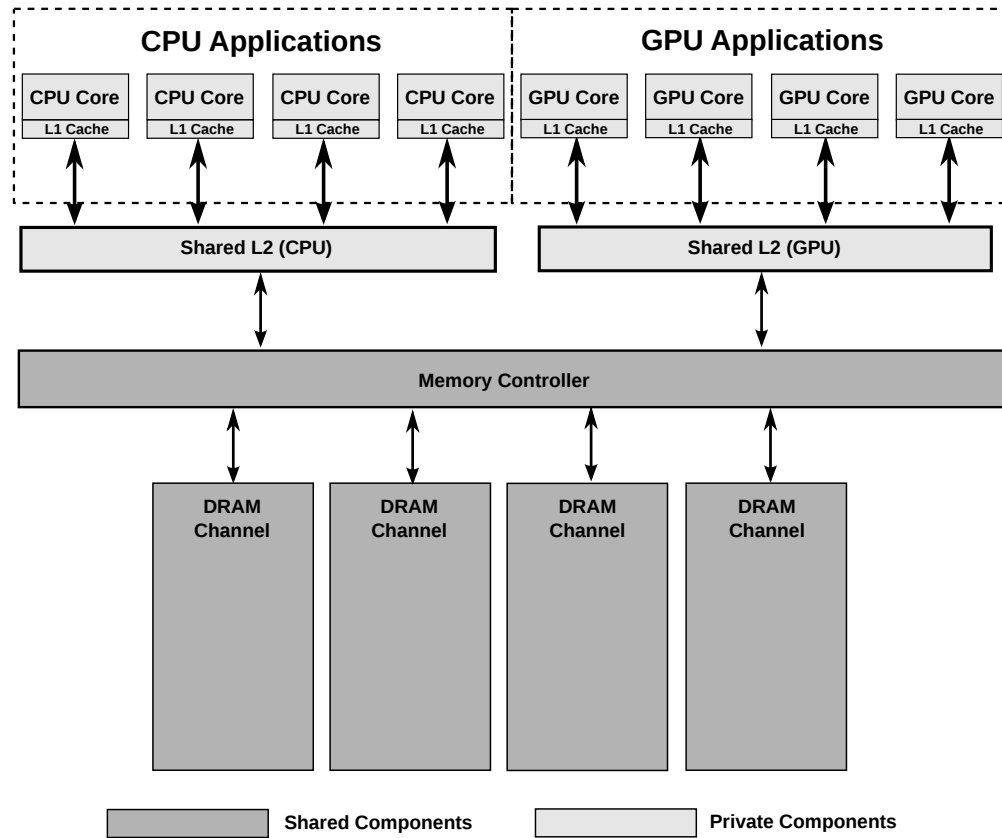 CPU Applications
GPU Applications
CPU Core
CPU Core
CPU Core
CPU Core
GPU Core
GPU Core
GPU Core
GPU Core
L1 Cache
L1 Cache
L1 Cache
L1 Cache
L1 Cache
L1 Cache
L1 Cache
L1 Cache
Shared L2 (CPU)
Shared L2 (GPU)
Memory Controller
DRAM
Channel
DRAM
Channel
DRAM
Channel
DRAM
Channel
Shared Components
Private Components